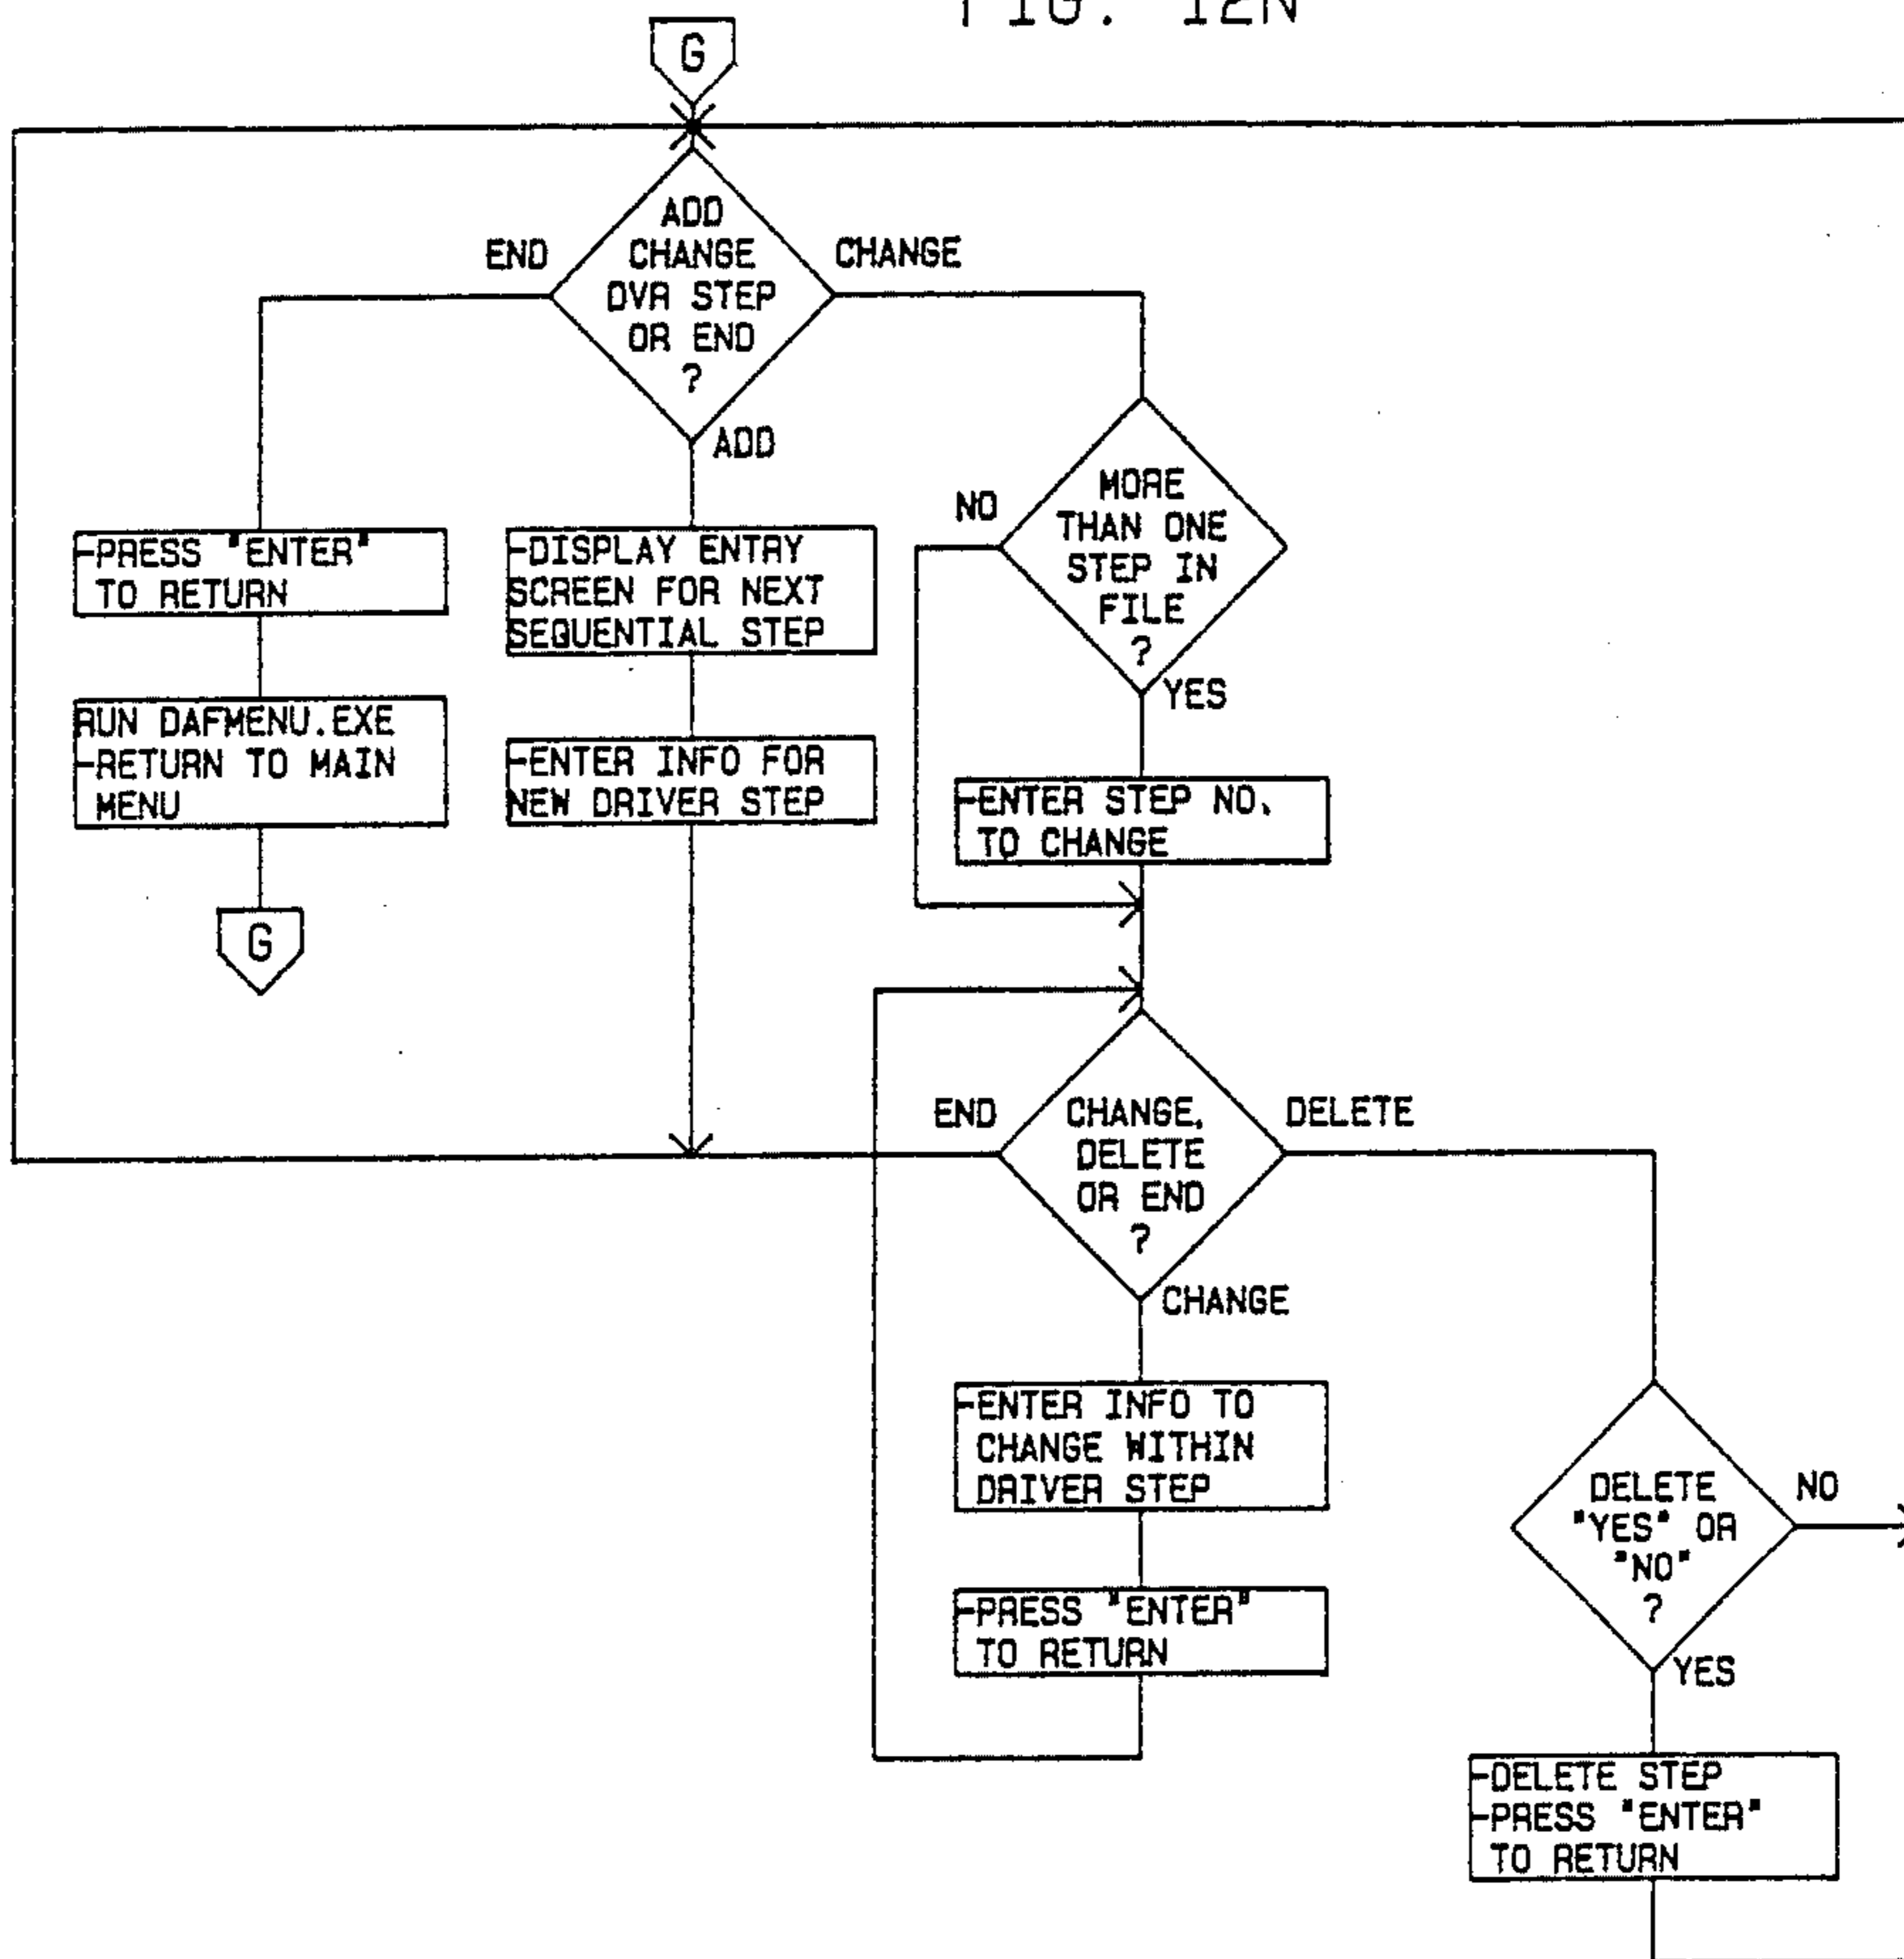 FIG. 12N
G
ADD
CHANGE
DVR STEP
OR END
?
END
CHANGE
ADD
-PRESS "ENTER"
TO RETURN
RUN DAFMENU.EXE
-RETURN TO MAIN
MENU
G
-DISPLAY ENTRY
SCREEN FOR NEXT
SEQUENTIAL STEP
-ENTER INFO FOR
NEW DRIVER STEP
MORE
THAN ONE
STEP IN
FILE
?
NO
YES
-ENTER STEP NO.
TO CHANGE
CHANGE,
DELETE
OR END
?
END
DELETE
CHANGE
-ENTER INFO TO
CHANGE WITHIN
DRIVER STEP
-PRESS "ENTER"
TO RETURN
DELETE
"YES" OR
"NO"
?
NO
YES
-DELETE STEP
-PRESS "ENTER"
TO RETURN